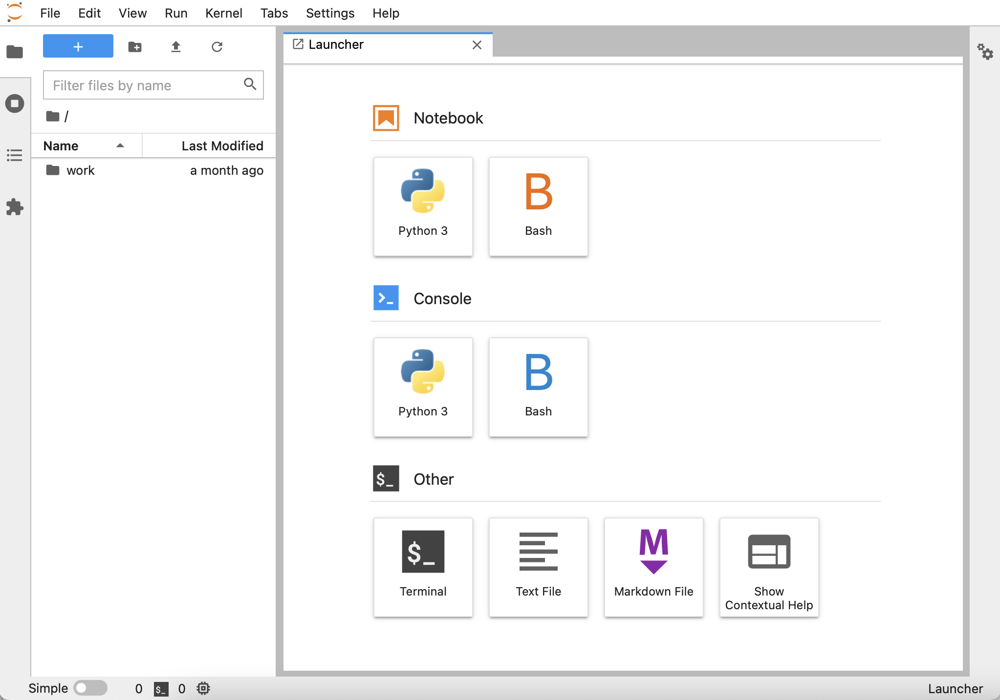 File Edit View Run Kernel Tabs Settings Help
+
Filter files by name
/
Name Last Modified
work a month ago
Launcher
Notebook
Python 3
B
Bash
Console
>_
Python 3
B
Bash
$_
Other
$_
Terminal
Text File
M
Markdown File
Show
Contextual Help
Simple 0 $_ 0
Launcher